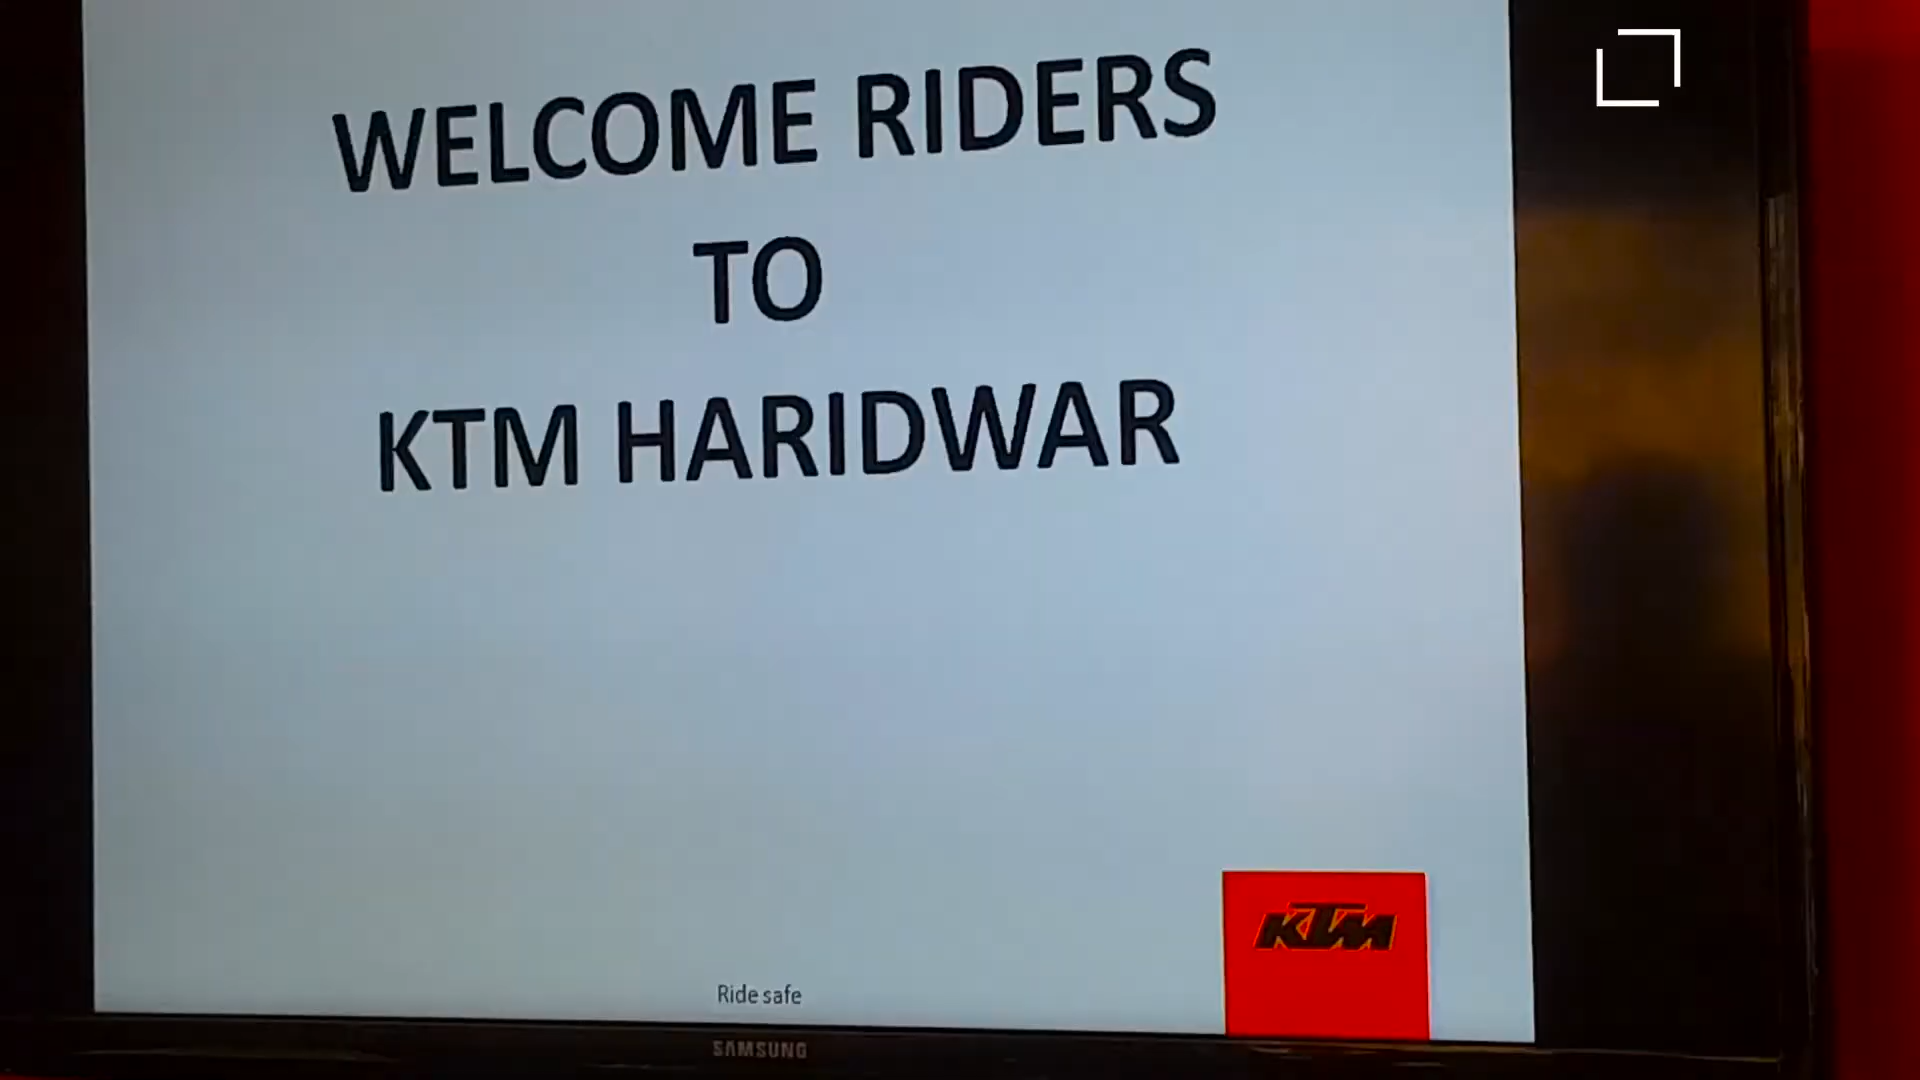 WELCOME RIDERS
TO
KTM HARIDWAR
KTM
Ride safe
SAMSUNG